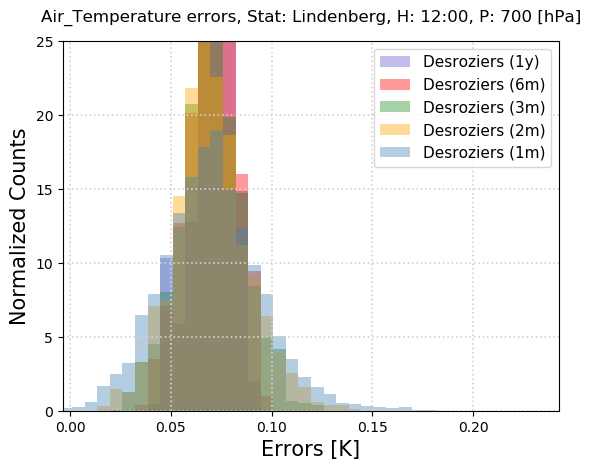 Air_Temperature errors, Stat: Lindenberg, H: 12:00, P: 700 [hPa]
25
20
15
10
5
0
Normalized Counts
Desroziers (1y)
Desroziers (6m)
Desroziers (3m)
Desroziers (2m)
Desroziers (1m)
0.00 0.05 0.10 0.15 0.20
Errors [K]